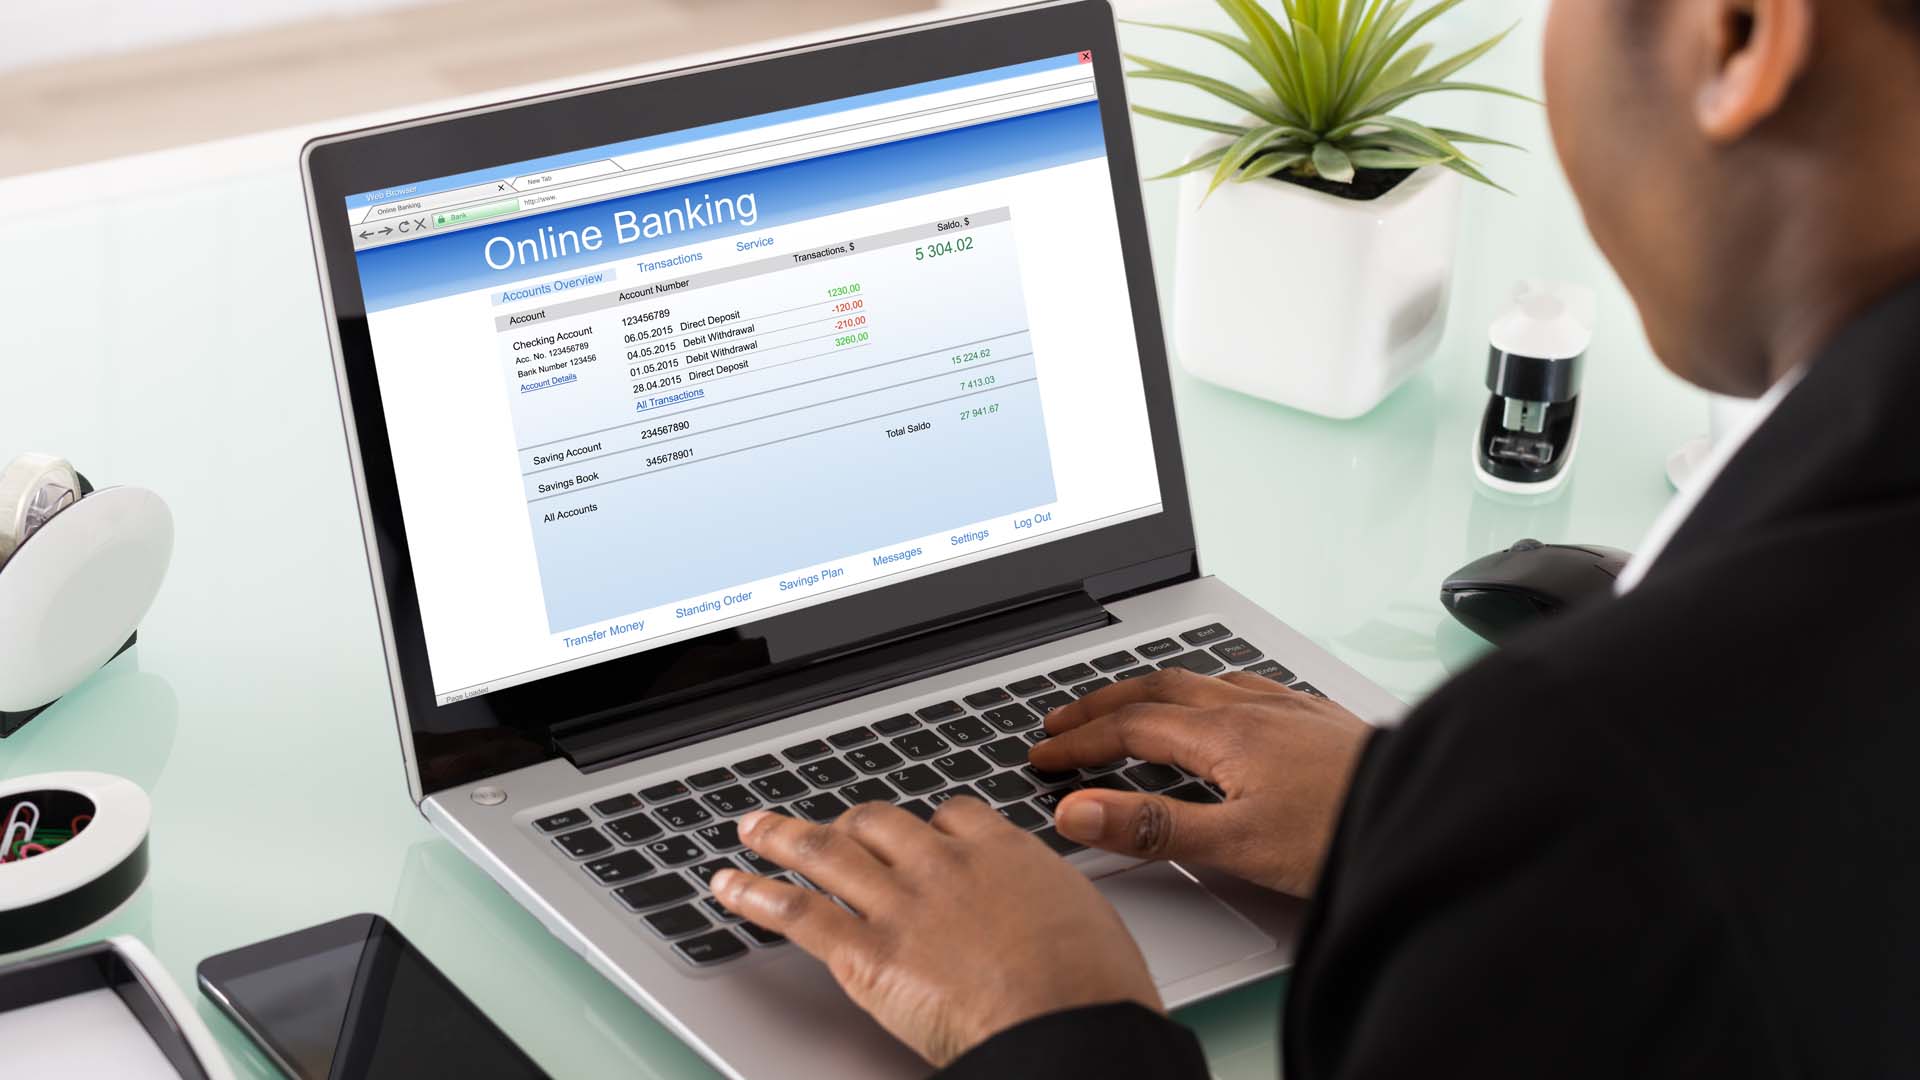 Web Browser
Online Banking
New Tab
Bank
http://www.
Online Banking
Accounts Overview Transactions Service
Account Account Number Transactions, $ Saldo, $
Checking Account 123456789 5 304.02
Acc. No. 123456789
Bank Number 123456
Account Details
06.05.2015 Direct Deposit 1230,00
04.05.2015 Debit Withdrawal -120,00
01.05.2015 Debit Withdrawal -210,00
28.04.2015 Direct Deposit 3260,00
All Transactions
Saving Account 234567890 15 224.62
Savings Book 345678901 7 413.03
All Accounts Total Saldo 27 941.67
Transfer Money Standing Order Savings Plan Messages Settings Log Out
Page Loaded